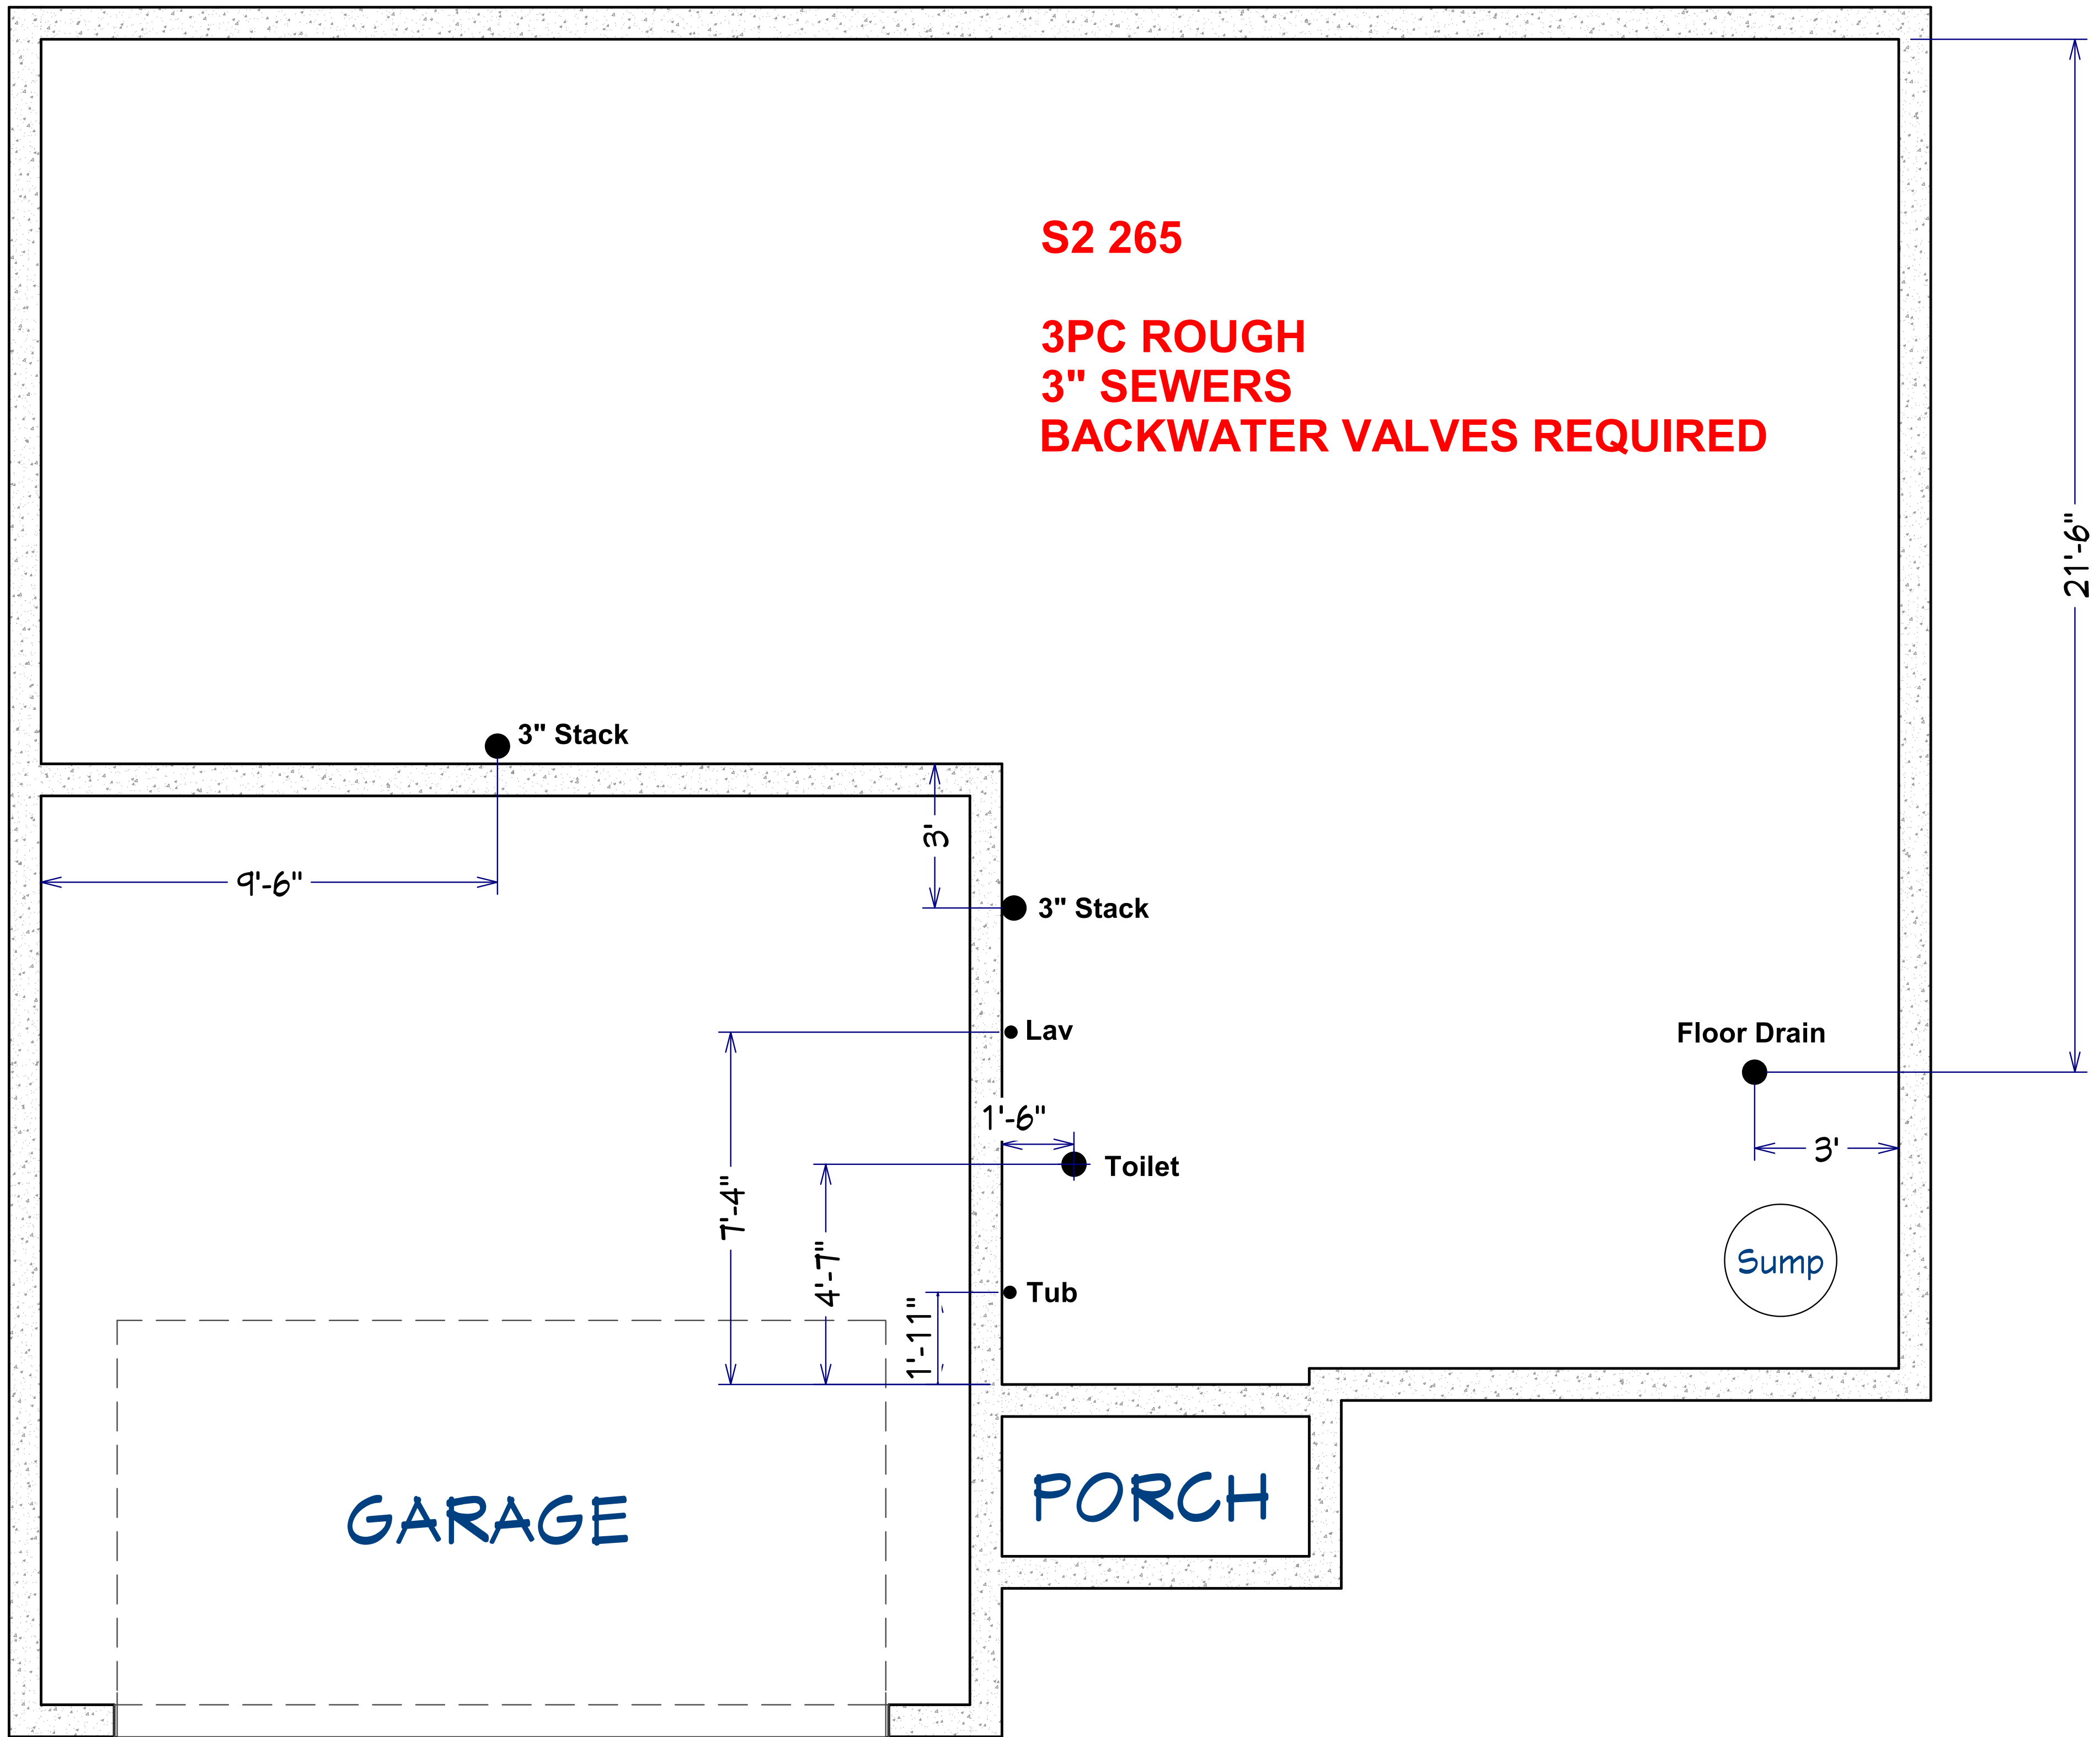 S2 265
3PC ROUGH
3" SEWERS
BACKWATER VALVES REQUIRED
21'-6"
3" Stack
3'
9'-6"
3" Stack
Lav
Floor Drain
1'-6"
3'
Toilet
7'-4"
4'-7"
Sump
Tub
1'-11"
PORCH
GARAGE